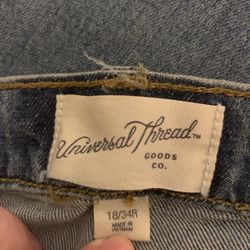 Universal Thread™
GOODS
CO.
18/34R
MADE IN
VIETNAM